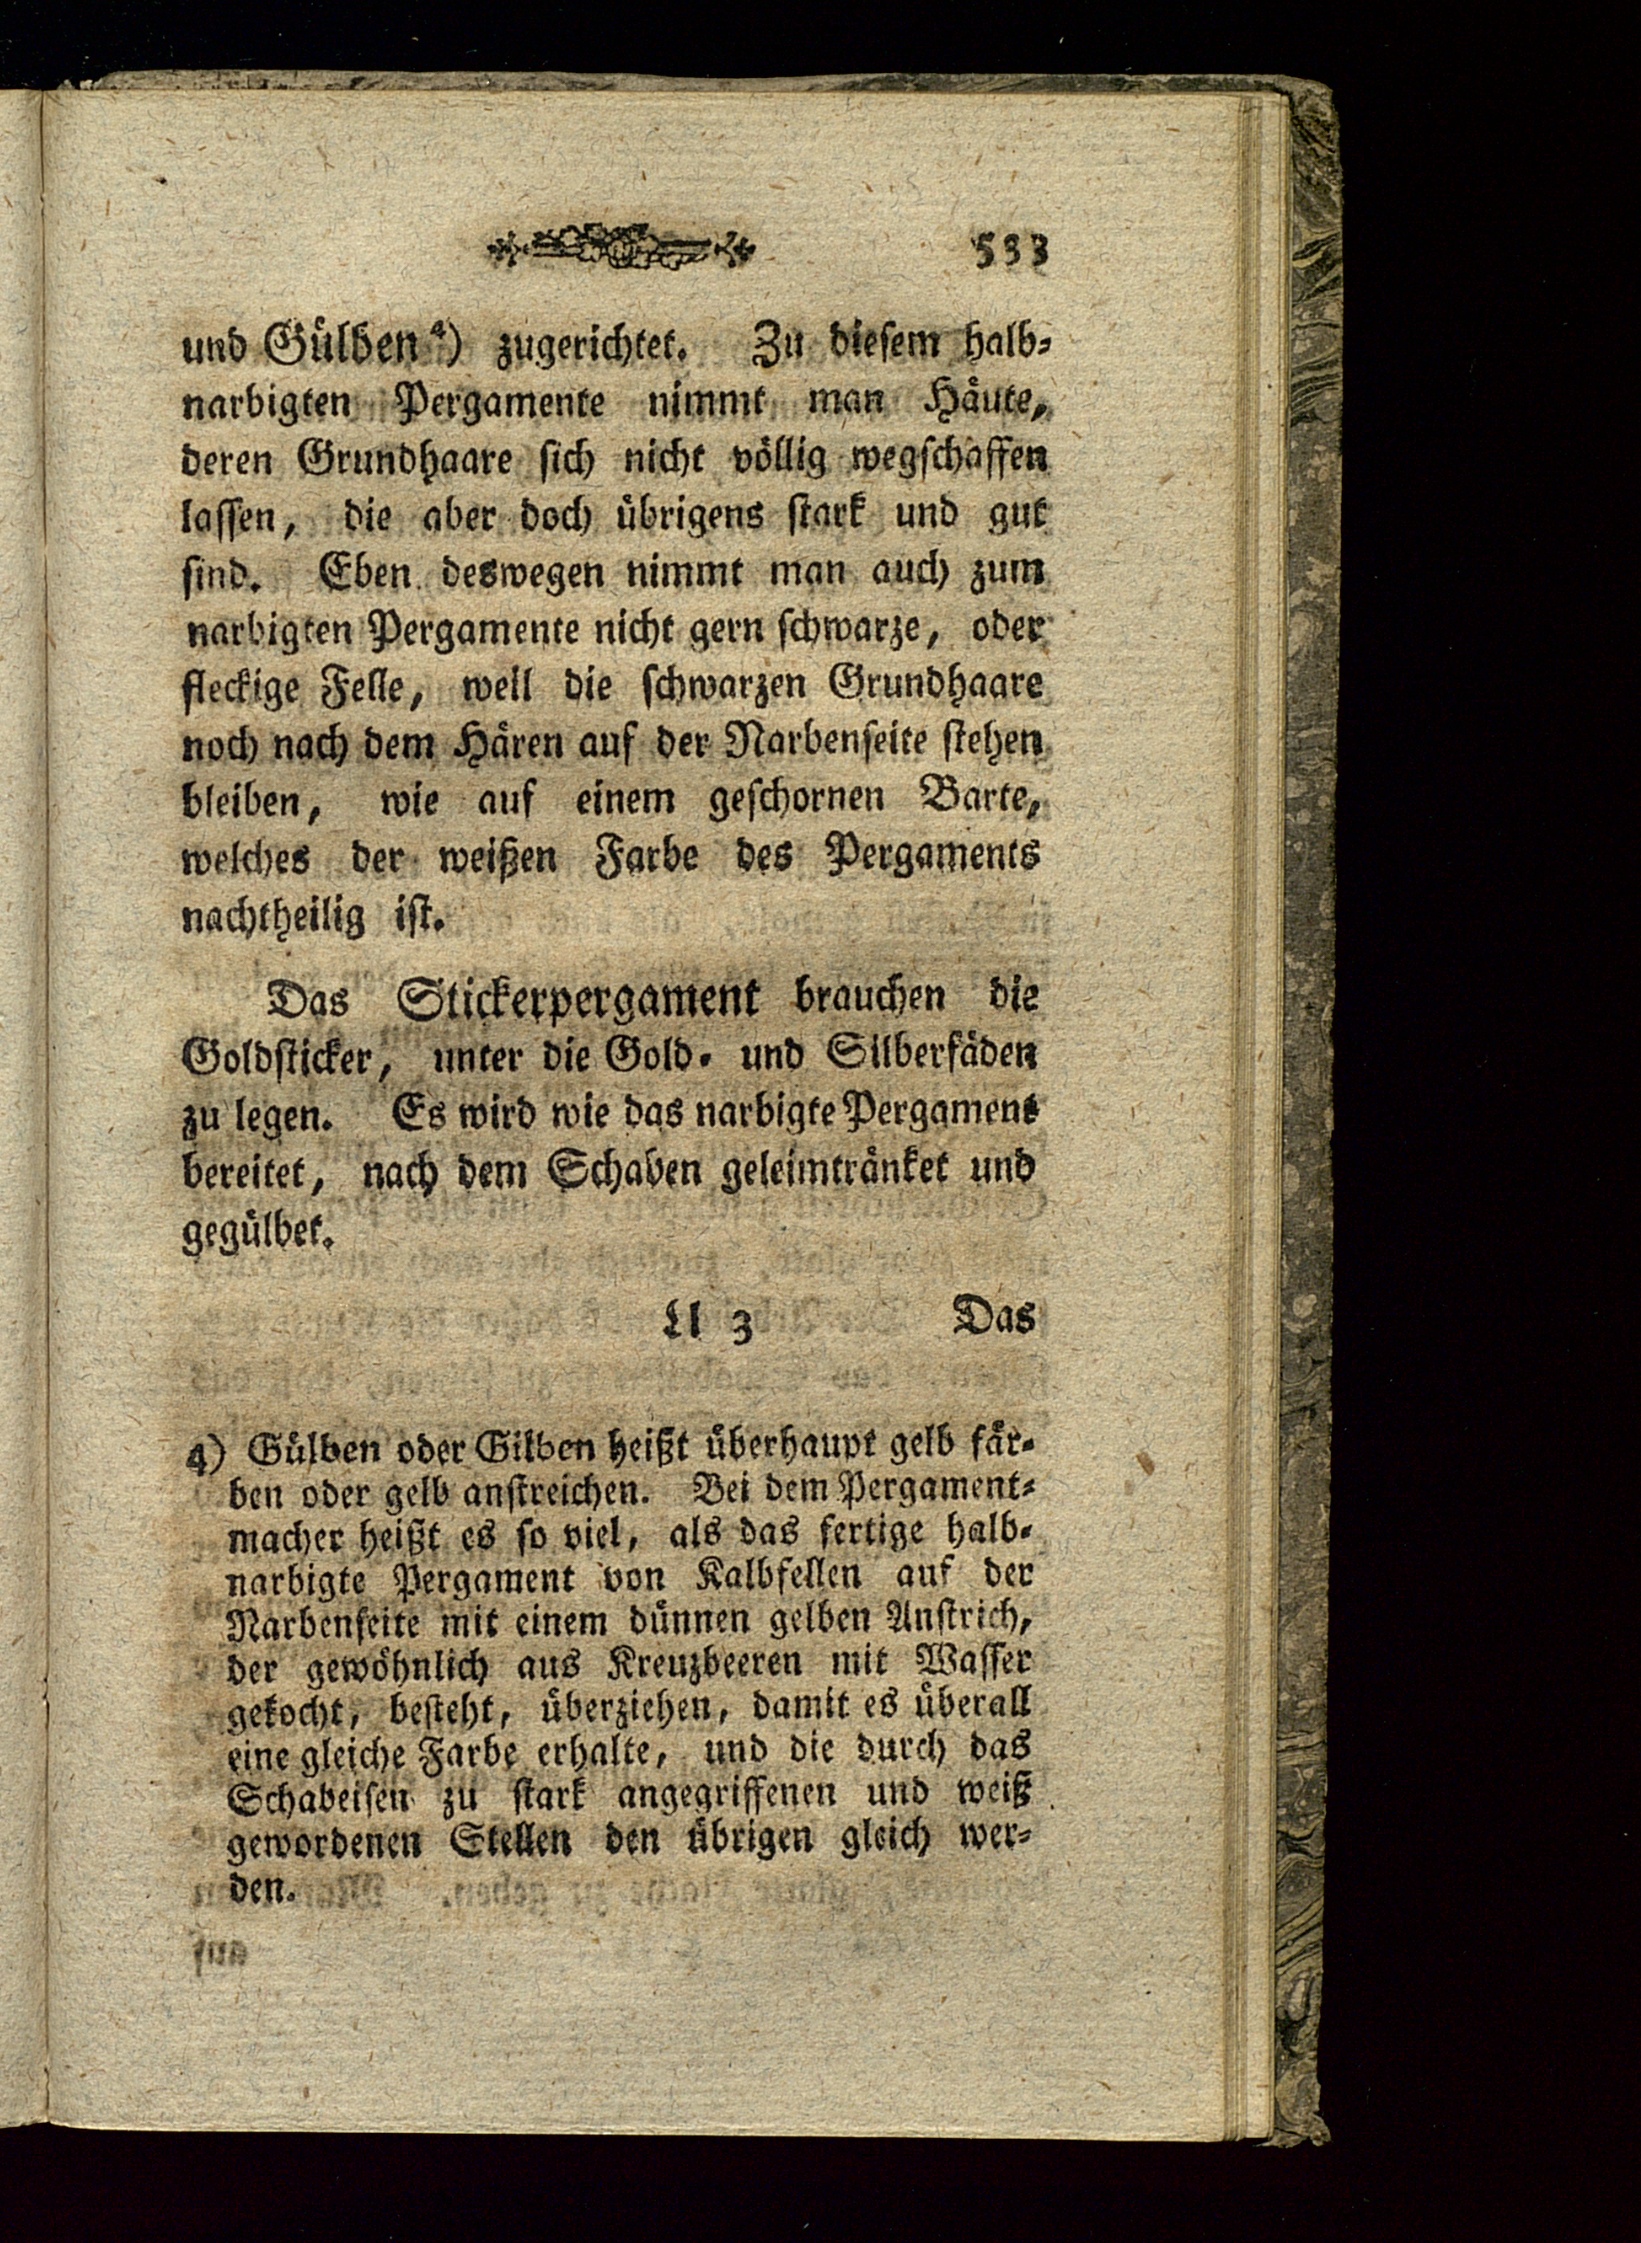 533
und Gülben⁴) zugerichtet. Zu diesem halb-
narbigten Pergamente nimmt man Häute,
deren Grundhaare sich nicht völlig wegschaffen
lassen, die aber doch übrigens stark und gut
sind. Eben deswegen nimmt man auch zum
narbigten Pergamente nicht gern schwarze, oder
fleckige Felle, weil die schwarzen Grundhaare
noch nach dem Hären auf der Narbenseite stehen
bleiben, wie auf einem geschornen Barte,
welches der weißen Farbe des Pergaments
nachtheilig ist.
Das Stickerpergament brauchen die
Goldsticker, unter die Gold- und Silberfäden
zu legen. Es wird wie das narbigte Pergament
bereitet, nach dem Schaben geleimtränket und
gegülbet.
Ll 3 Das
4) Gülben oder Gilben heißt überhaupt gelb fär-
ben oder gelb anstreichen. Bei dem Pergament-
macher heißt es so viel, als das fertige halb-
narbigte Pergament von Kalbfellen auf der
Narbenseite mit einem dünnen gelben Anstrich,
der gewöhnlich aus Kreuzbeeren mit Wasser
gekocht, besteht, überziehen, damit es überall
eine gleiche Farbe erhalte, und die durch das
Schabeisen zu stark angegriffenen und weiß
gewordenen Stellen den übrigen gleich wer-
den.